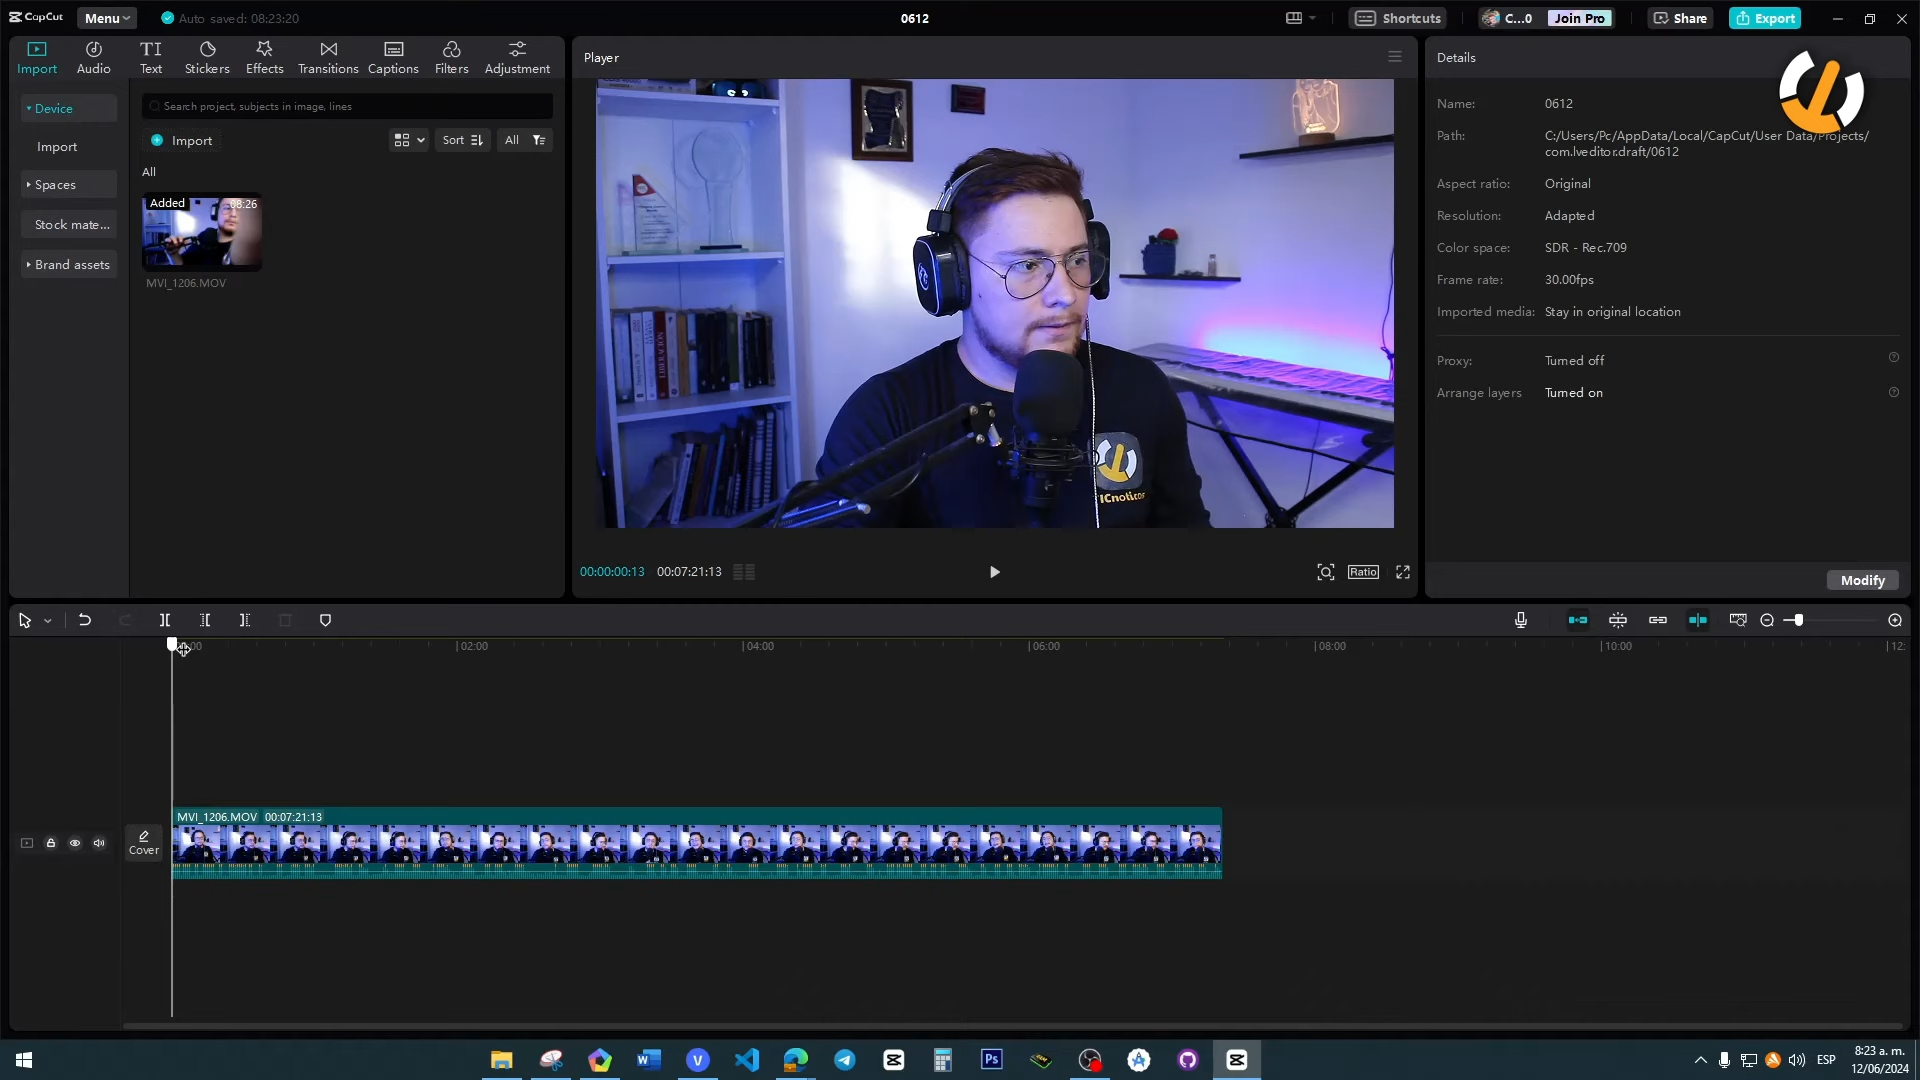 CapCut
Menu
Auto saved: 08:23:20
0612
Shortcuts
C...0
Join Pro
Share
Export
Import
Audio
TI
Text
Stickers
Effects
Transitions
Captions
Filters
Adjustment
Device
Import
Spaces
Stock mate...
Brand assets
Search project, subjects in image, lines
Import
Sort
All
All
Added
08:26
MVI_1206.MOV
Player
00:00:00:13
00:07:21:13
Ratio
Details
Name:
0612
Path:
C:/Users/Pc/AppData/Local/CapCut/User Data/Projects/
com.lveditor.draft/0612
Aspect ratio:
Original
Resolution:
Adapted
Color space:
SDR - Rec.709
Frame rate:
30.00fps
Imported media:
Stay in original location
Proxy:
Turned off
Arrange layers
Turned on
Modify
02:00
04:00
06:00
08:00
10:00
12:
MVI_1206.MOV
00:07:21:13
Cover
W
V
Ps
ESP
8:23 a. m.
12/06/2024